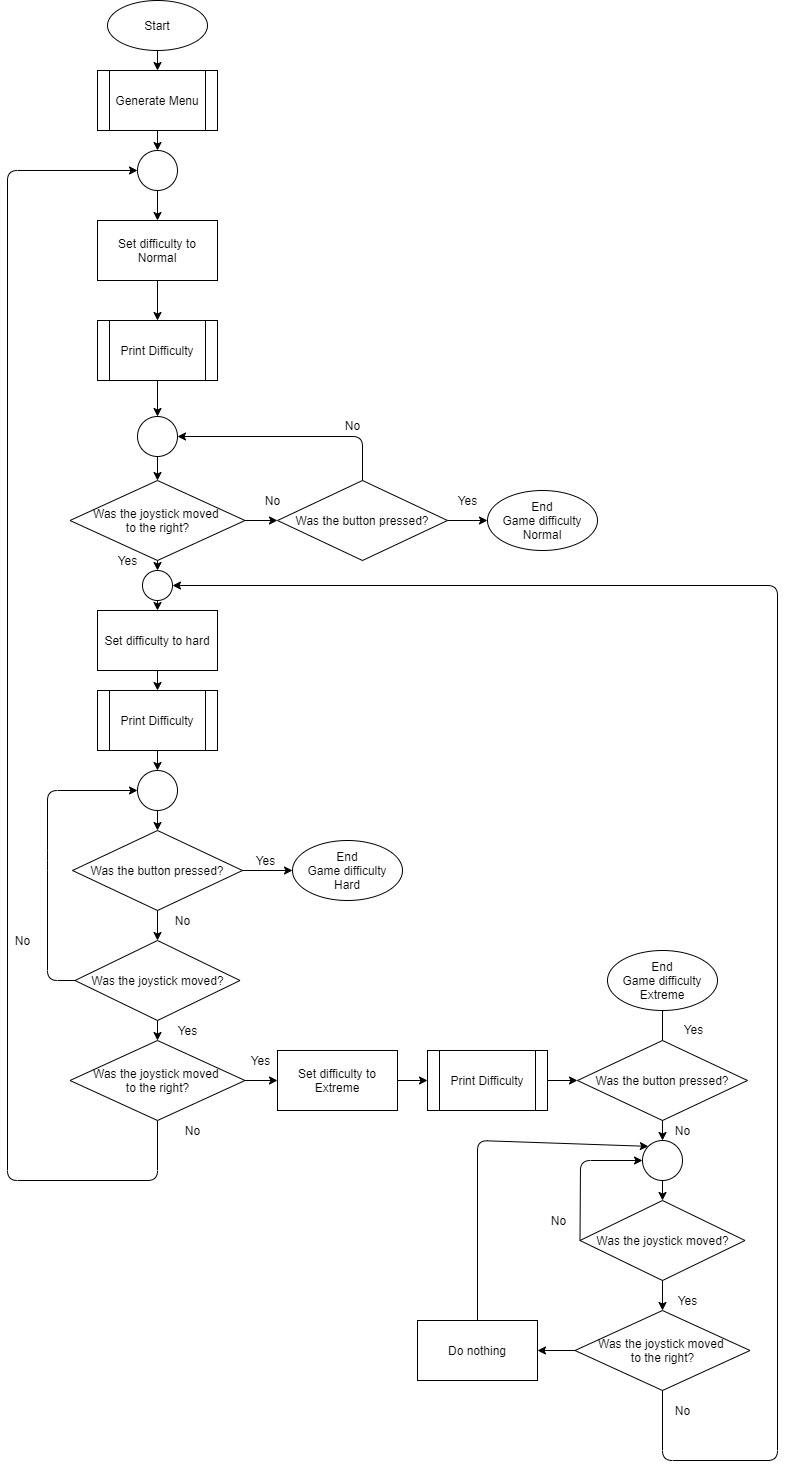 Start
Generate Menu
Set difficulty to
Normal
Print Difficulty
No
Was the joystick moved
to the right?
No
Was the button pressed?
Yes
End
Game difficulty
Normal
Yes
Set difficulty to hard
Print Difficulty
Was the button pressed?
Yes
End
Game difficulty
Hard
No
No
Was the joystick moved?
Yes
Was the joystick moved
to the right?
Yes
Set difficulty to
Extreme
Print Difficulty
End
Game difficulty
Extreme
Yes
Was the button pressed?
No
No
No
Was the joystick moved?
Yes
Was the joystick moved
to the right?
Do nothing
No